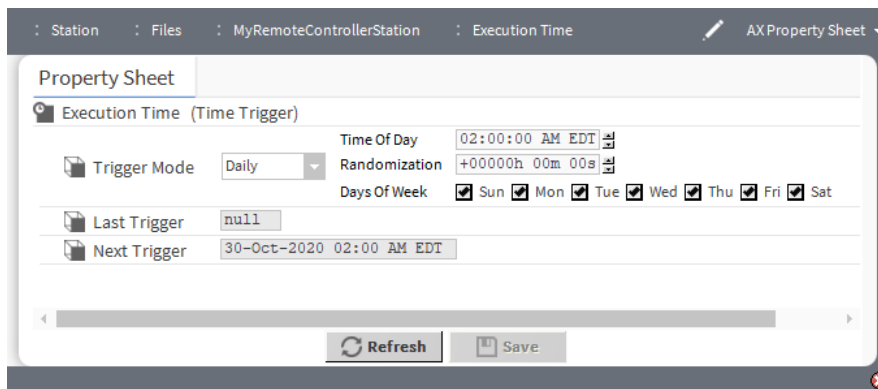 : Station : Files : MyRemoteControllerStation : Execution Time AX Property Sheet
Property Sheet
Execution Time (Time Trigger)
Time Of Day 02:00:00 AM EDT
Trigger Mode Daily Randomization +00000h 00m 00s
Days Of Week Sun Mon Tue Wed Thu Fri Sat
Last Trigger null
Next Trigger 30-Oct-2020 02:00 AM EDT
Refresh Save